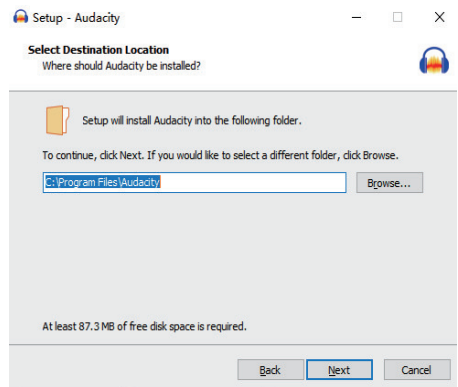 Setup - Audacity
Select Destination Location
Where should Audacity be installed?
Setup will install Audacity into the following folder.
To continue, click Next. If you would like to select a different folder, click Browse.
C:\Program Files\Audacity
Browse...
At least 87.3 MB of free disk space is required.
Back
Next
Cancel